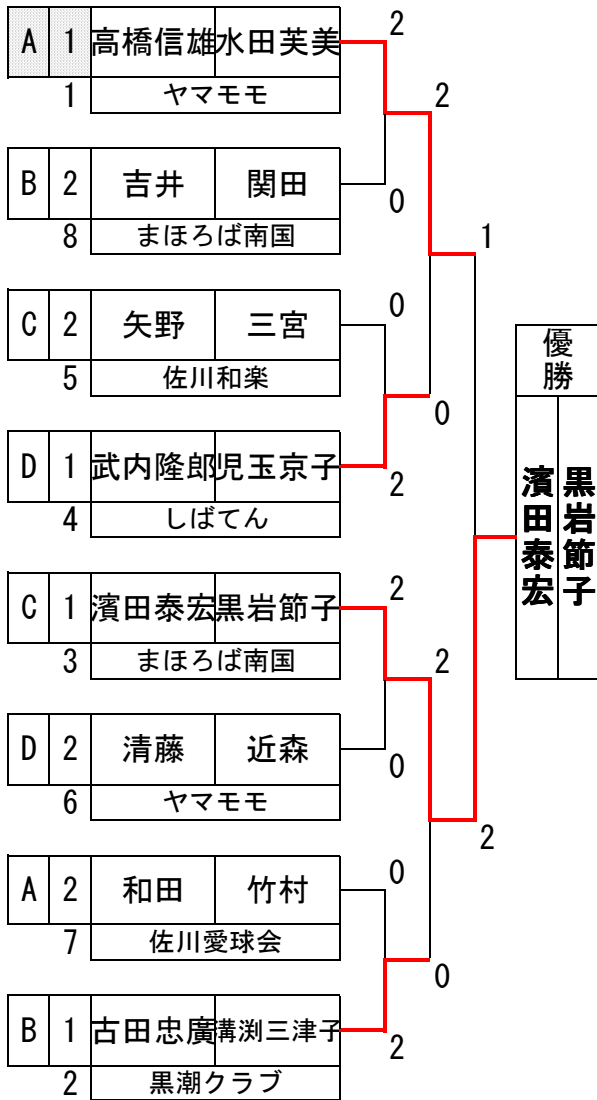 A 1 高橋信雄 水田芙美 2
1 ヤマモモ 2
B 2 吉井 関田 0
8 まほろば南国 1
C 2 矢野 三宮 0
5 佐川和楽 0
D 1 武内隆郎 児玉京子 2
4 しばてん
C 1 濱田泰宏 黒岩節子 2
3 まほろば南国 2
D 2 清藤 近森 0
6 ヤマモモ 2
A 2 和田 竹村 0
7 佐川愛球会 0
B 1 古田忠廣 溝渕三津子 2
2 黒潮クラブ
優勝
黒岩節子
濱田泰宏